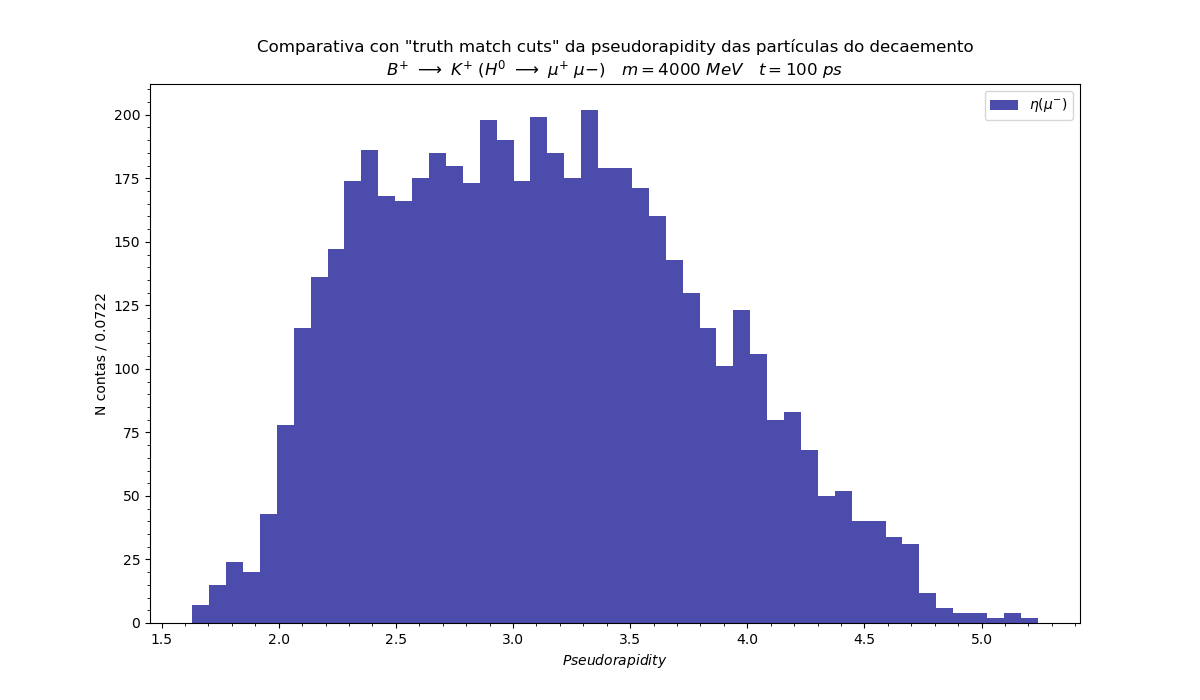 Comparativa con "truth match cuts" da pseudorapidity das partículas do decaemento
B⁺ ⟶ K⁺ (H⁰ ⟶ μ⁺ μ−) m = 4000 MeV t = 100 ps
η(μ⁻)
200
175
150
125
100
75
50
25
0
N contas / 0.0722
1.5 2.0 2.5 3.0 3.5 4.0 4.5 5.0
Pseudorapidity